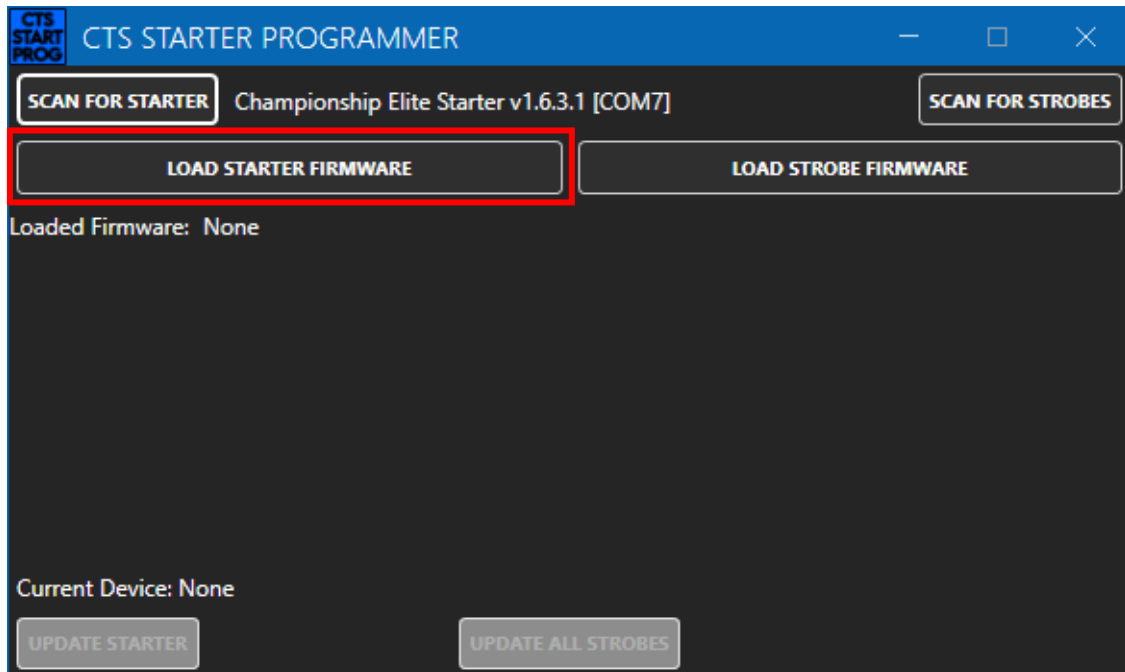 CTS
START
PROG
CTS STARTER PROGRAMMER
SCAN FOR STARTER
Championship Elite Starter v1.6.3.1 [COM7]
SCAN FOR STROBES
LOAD STARTER FIRMWARE
LOAD STROBE FIRMWARE
Loaded Firmware: None
Current Device: None
UPDATE STARTER
UPDATE ALL STROBES